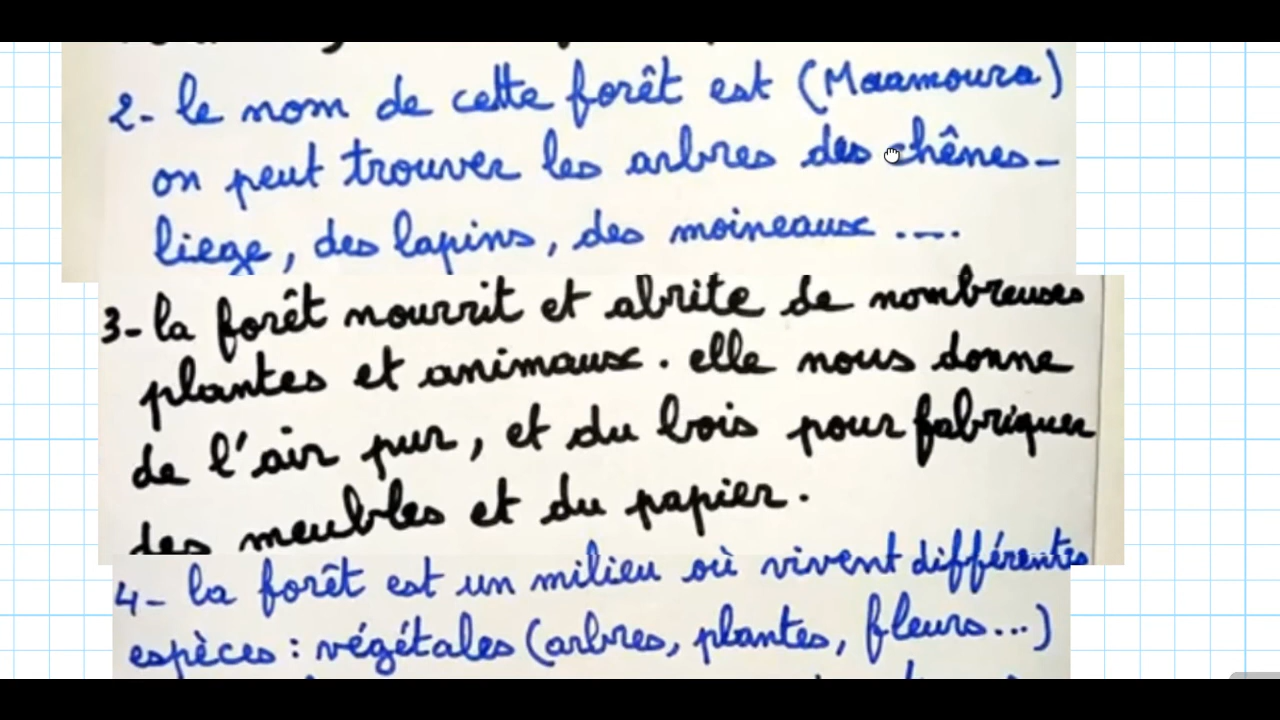 2- le nom de cette forêt est (Maamoura)
on peut trouver les arbres des chênes-
liege, des lapins, des moineaux ....
3- la forêt nourrit et abrite de nombreuses
plantes et animaux. elle nous donne
de l'air pur, et du bois pour fabriquer
des meubles et du papier.
4- la forêt est un milieu où vivent différentes
espèces : végétales (arbres, plantes, fleurs...)